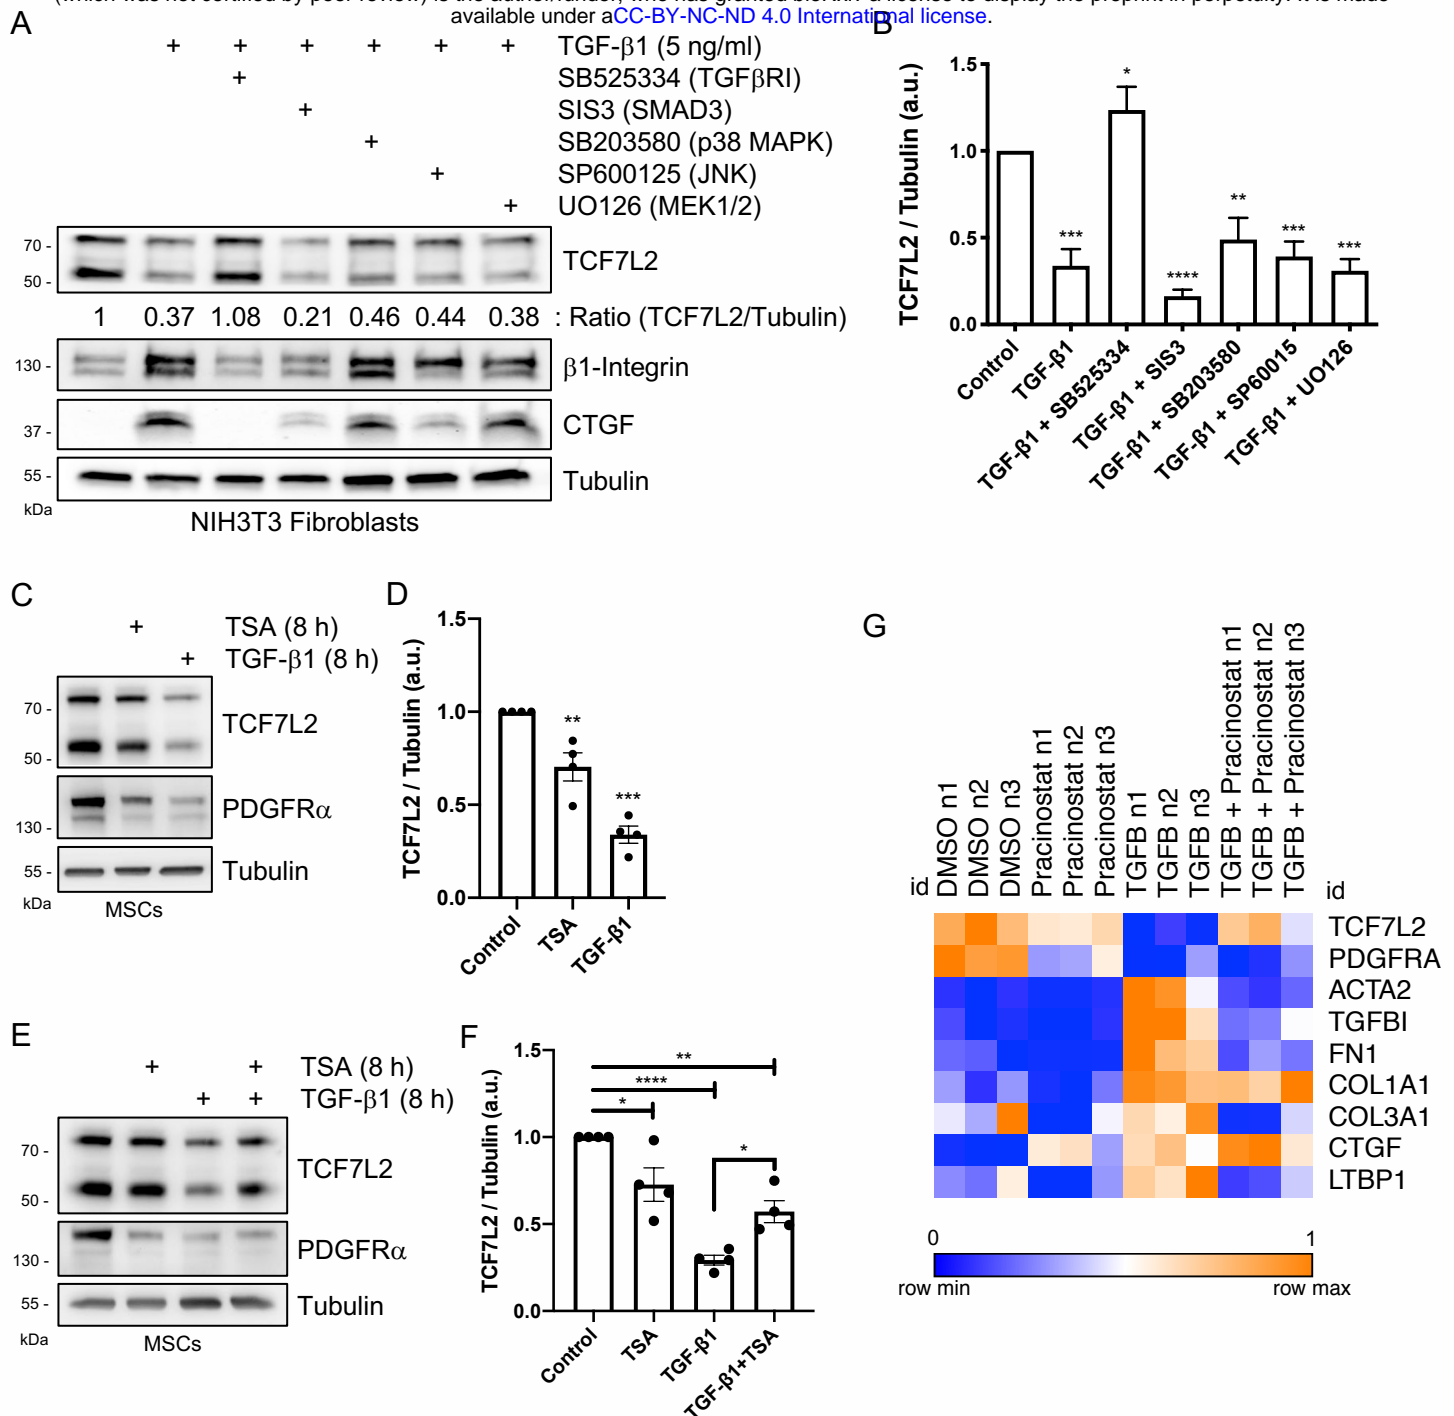 available under aCC-BY-NC-ND 4.0 International license.
A
+ + + + + + TGF-β1 (5 ng/ml)
+ SB525334 (TGFβRI)
+ SIS3 (SMAD3)
+ SB203580 (p38 MAPK)
+ SP600125 (JNK)
+ UO126 (MEK1/2)
70 -
50 -
TCF7L2
1 0.37 1.08 0.21 0.46 0.44 0.38 : Ratio (TCF7L2/Tubulin)
130 -
β1-Integrin
37 -
CTGF
55 -
Tubulin
kDa
NIH3T3 Fibroblasts
B
TCF7L2 / Tubulin (a.u.)
1.5
1.0
0.5
0.0
***
*
****
**
***
***
Control
TGF-β1
TGF-β1 + SB525334
TGF-β1 + SIS3
TGF-β1 + SB203580
TGF-β1 + SP60015
TGF-β1 + UO126
C
+ TSA (8 h)
+ TGF-β1 (8 h)
70 -
50 -
TCF7L2
130 -
PDGFRα
55 -
Tubulin
kDa
MSCs
D
TCF7L2 / Tubulin (a.u.)
1.5
1.0
0.5
0.0
**
***
Control
TSA
TGF-β1
E
+ + TSA (8 h)
+ + TGF-β1 (8 h)
70 -
50 -
TCF7L2
130 -
PDGFRα
55 -
Tubulin
kDa
MSCs
F
TCF7L2 / Tubulin (a.u.)
1.5
1.0
0.5
0.0
**
****
*
*
Control
TSA
TGF-β1
TGF-β1+TSA
G
id
DMSO n1
DMSO n2
DMSO n3
Pracinostat n1
Pracinostat n2
Pracinostat n3
TGFB n1
TGFB n2
TGFB n3
TGFB + Pracinostat n1
TGFB + Pracinostat n2
TGFB + Pracinostat n3
id
TCF7L2
PDGFRA
ACTA2
TGFBI
FN1
COL1A1
COL3A1
CTGF
LTBP1
0 1
row min row max